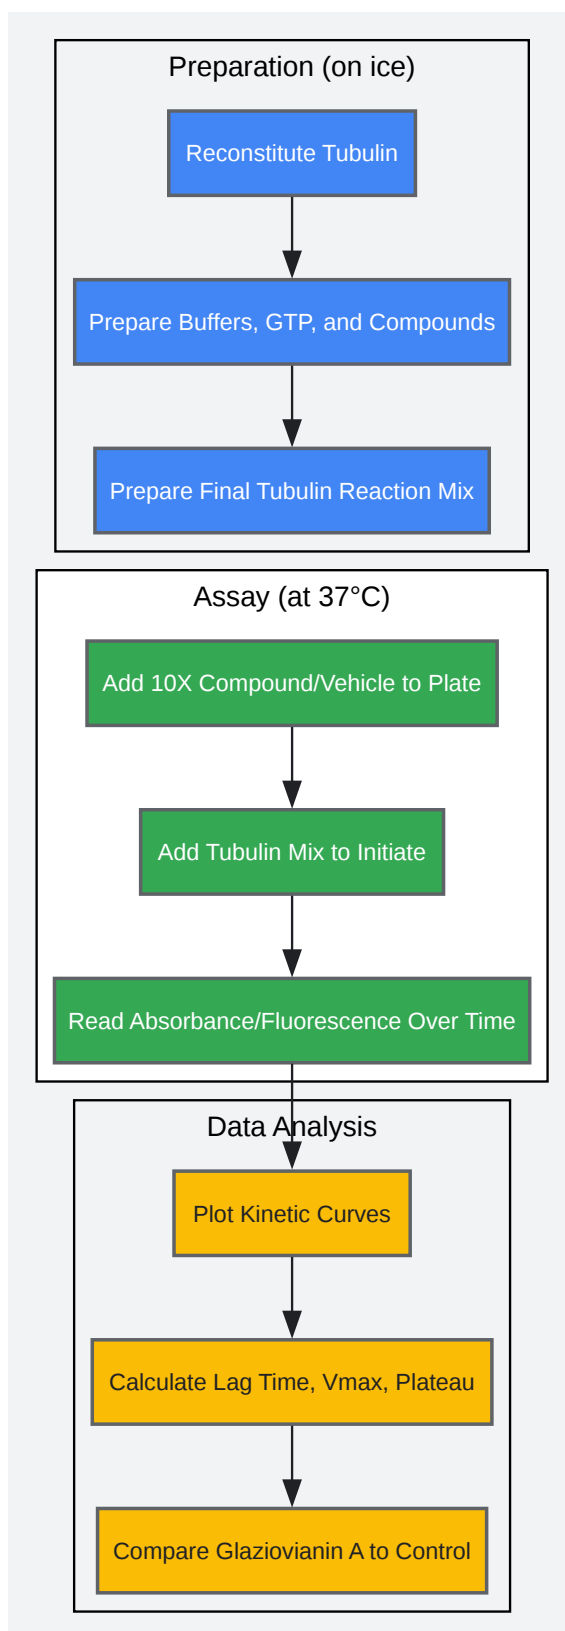 Preparation (on ice)
Reconstitute Tubulin
Prepare Buffers, GTP, and Compounds
Prepare Final Tubulin Reaction Mix
Assay (at 37°C)
Add 10X Compound/Vehicle to Plate
Add Tubulin Mix to Initiate
Read Absorbance/Fluorescence Over Time
Data Analysis
Plot Kinetic Curves
Calculate Lag Time, Vmax, Plateau
Compare Glaziovianin A to Control